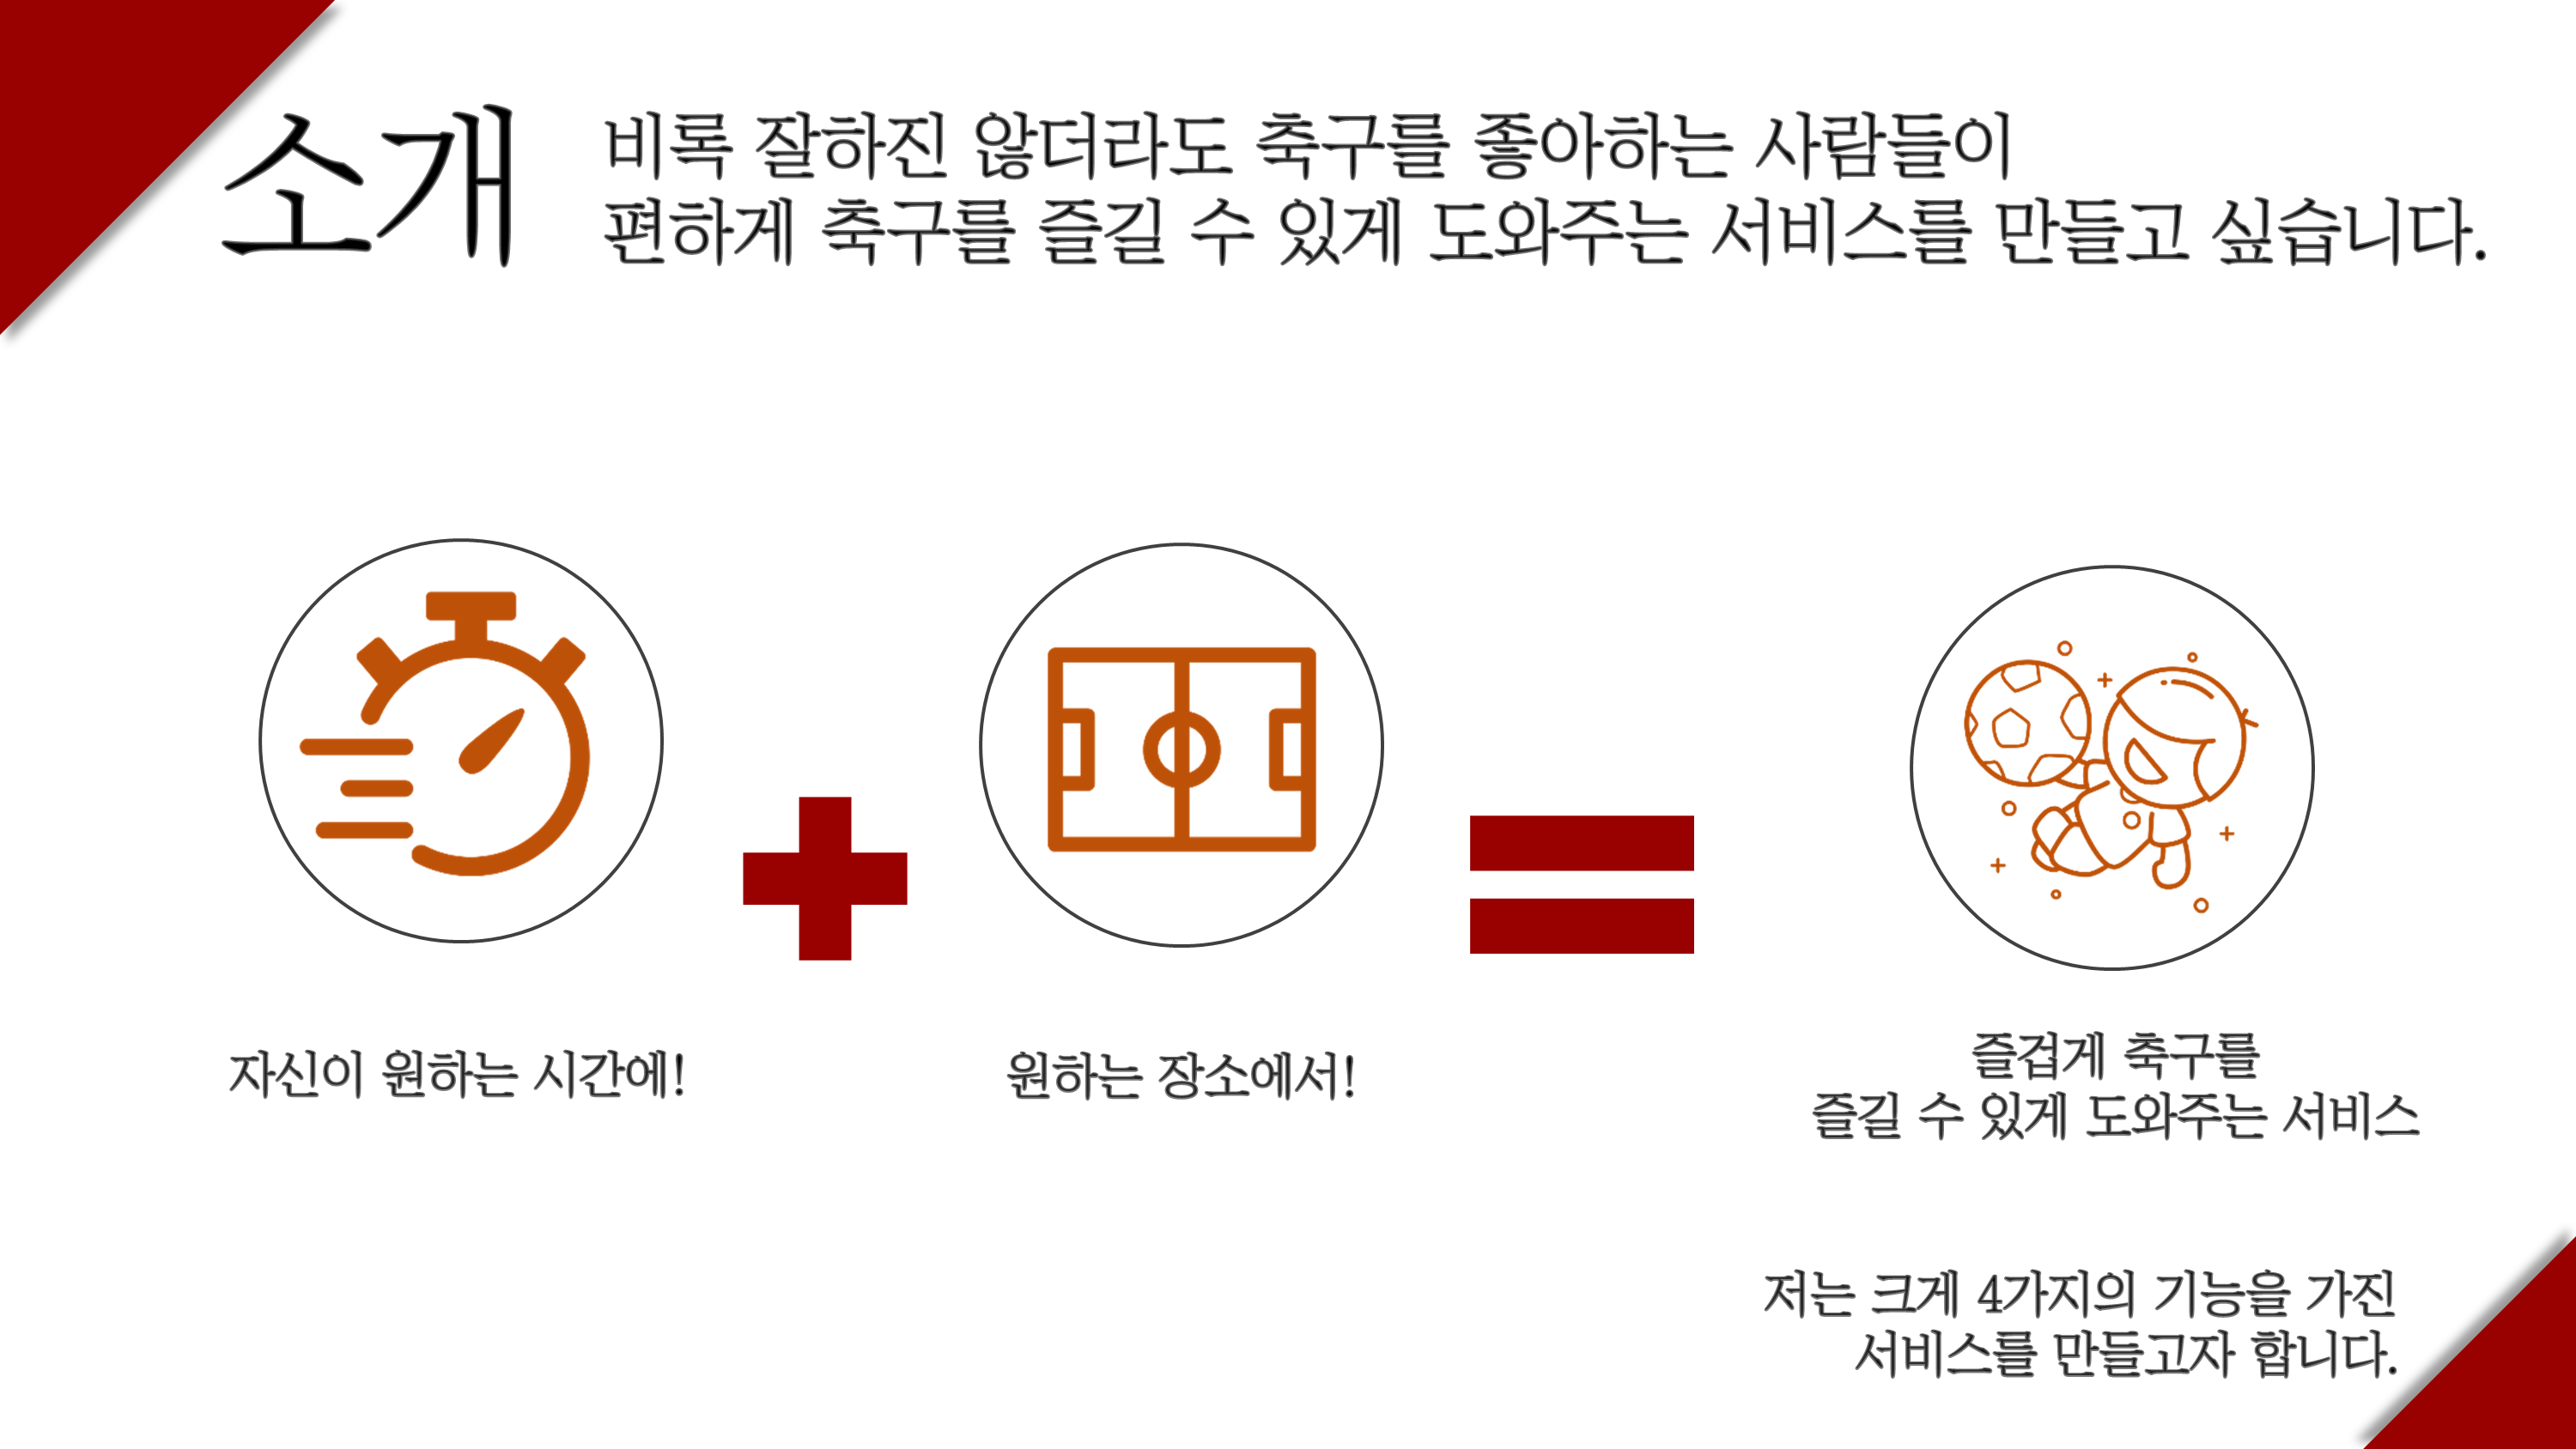 소개
비록 잘하진 않더라도 축구를 좋아하는 사람들이
편하게 축구를 즐길 수 있게 도와주는 서비스를 만들고 싶습니다.
자신이 원하는 시간에!
원하는 장소에서!
즐겁게 축구를
즐길 수 있게 도와주는 서비스
저는 크게 4가지의 기능을 가진
서비스를 만들고자 합니다.